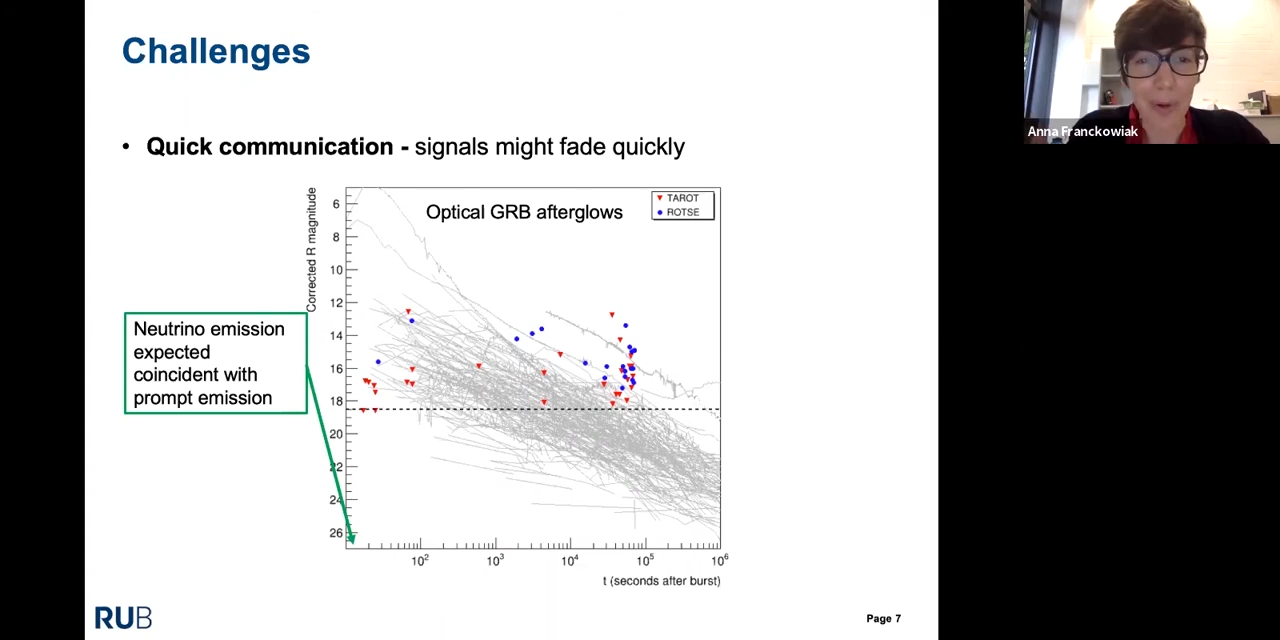 Challenges
• Quick communication - signals might fade quickly
Corrected R magnitude
Optical GRB afterglows
TAROT
ROTSE
6
8
10
12
14
16
18
20
22
24
26
Neutrino emission
expected
coincident with
prompt emission
10²
10³
10⁴
10⁵
10⁶
t (seconds after burst)
RUB
Page 7
Anna Franckowiak